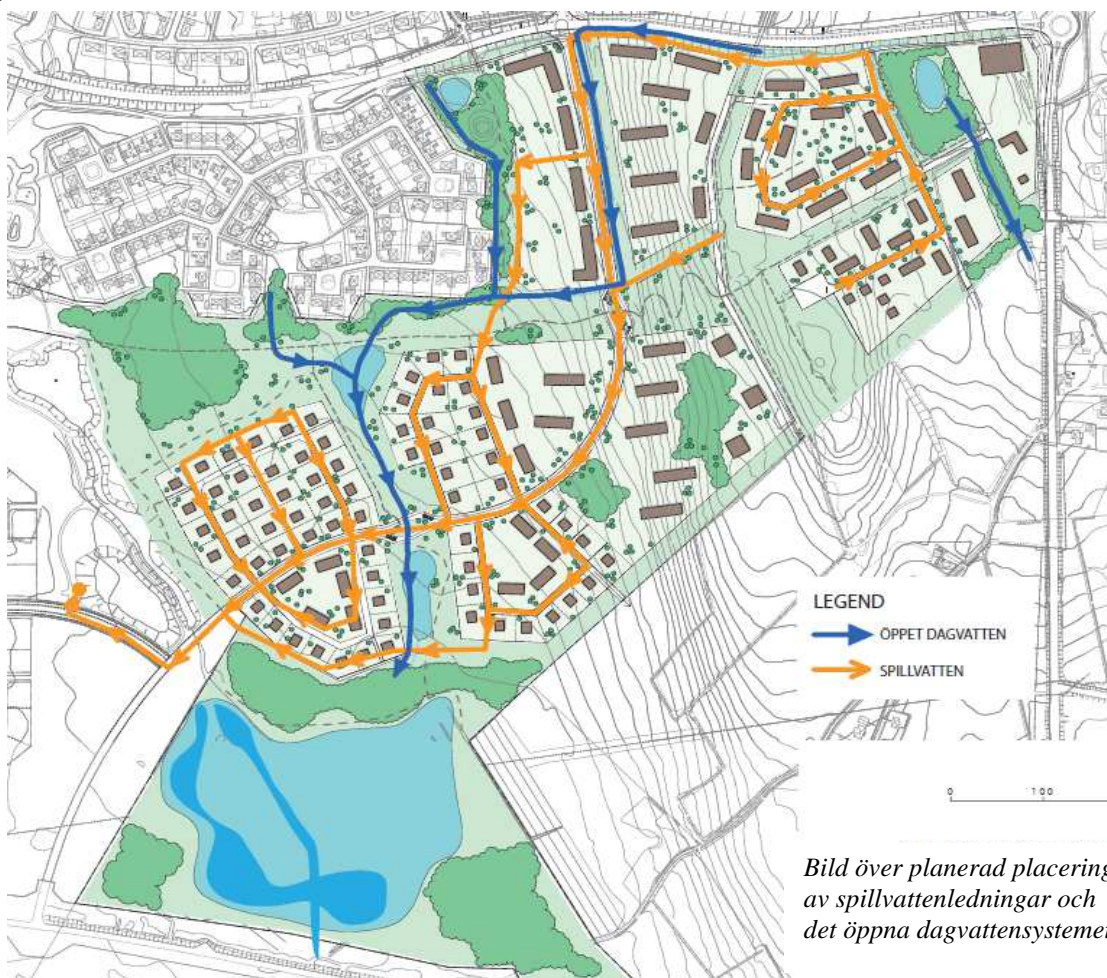 LEGEND
ÖPPET DAGVATTEN
SPILLVATTEN
0 100
Bild över planerad placering
av spillvattenledningar och
det öppna dagvattensystemet